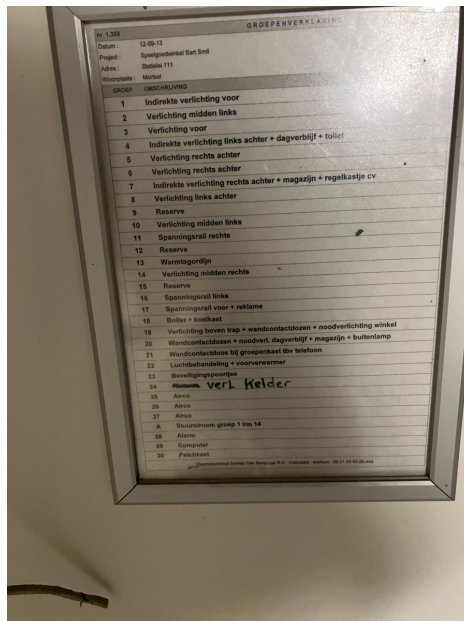 GROEPENVERKLARING
nr. 1.355
Datum : 12-09-13
Project : Speelgoedwinkel Bart Smit
Adres : Statielei 111
Woonplaats : Mortsel
GROEP OMSCHRIJVING
1 Indirekte verlichting voor
2 Verlichting midden links
3 Verlichting voor
4 Indirekte verlichting links achter + dagverblijf + toilet
5 Verlichting rechts achter
6 Verlichting rechts achter
7 Indirekte verlichting rechts achter + magazijn + regelkastje cv
8 Verlichting links achter
9 Reserve
10 Verlichting midden links
11 Spanningsrail rechts
12 Reserve
13 Warmtegordijn
14 Verlichting midden rechts
15 Reserve
16 Spanningsrail links
17 Spanningsrail voor + reklame
18 Boiler + koelkast
19 Verlichting boven trap + wandcontactdozen + noodverlichting winkel
20 Wandcontactdozen + noodverl. dagverblijf + magazijn + buitenlamp
21 Wandcontactdoos bij groepenkast tbv telefoon
22 Luchtbehandeling + voorverwarmer
23 Beveiligingspoortjes
24 verl Kelder
25 Airco
26 Airco
27 Airco
A Stuurstroom groep 1 t/m 14
28 Alarm
29 Computer
30 Patchkast